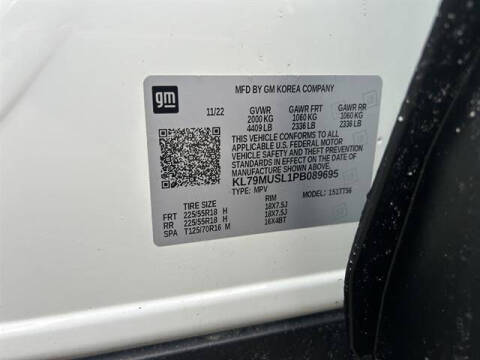 gm
MFD BY GM KOREA COMPANY
11/22 GVWR GAWR FRT GAWR RR
2000 KG 1060 KG 1060 KG
4409 LB 2336 LB 2336 LB
THIS VEHICLE CONFORMS TO ALL
APPLICABLE U.S. FEDERAL MOTOR
VEHICLE SAFETY AND THEFT PREVENTION
STANDARDS IN EFFECT ON THE DATE OF
MANUFACTURE SHOWN ABOVE.
KL79MUSL1PB089695
TYPE: MPV MODEL: 1S1TT56
TIRE SIZE RIM
FRT 225/55R18 H 18X7.5J
RR 225/55R18 H 18X7.5J
SPA T125/70R16 M 16X4BT